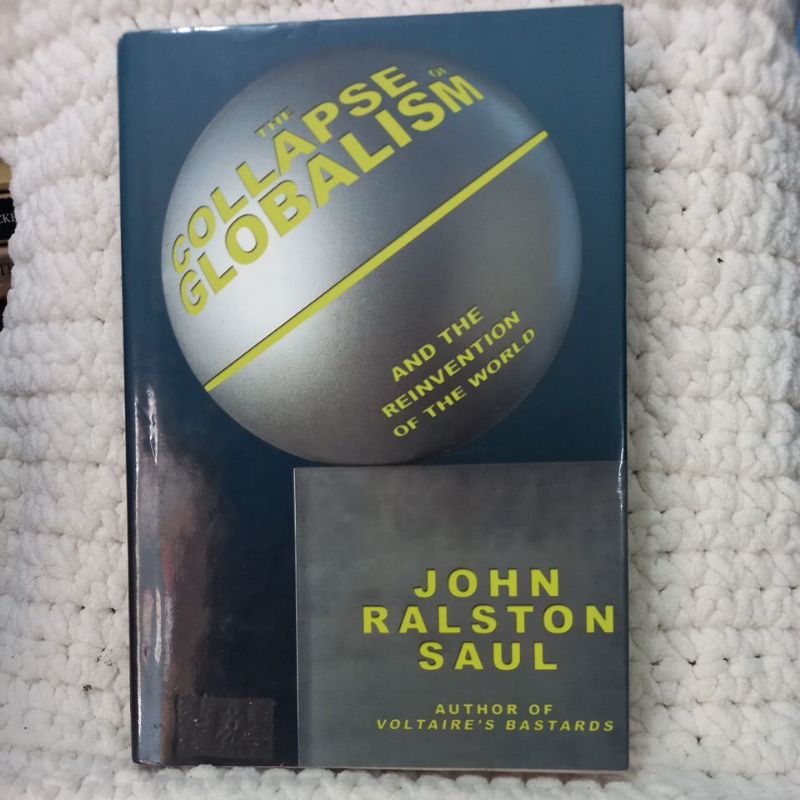 THE
COLLAPSE OF
GLOBALISM
AND THE
REINVENTION
OF THE WORLD
JOHN
RALSTON
SAUL
AUTHOR OF
VOLTAIRE'S BASTARDS